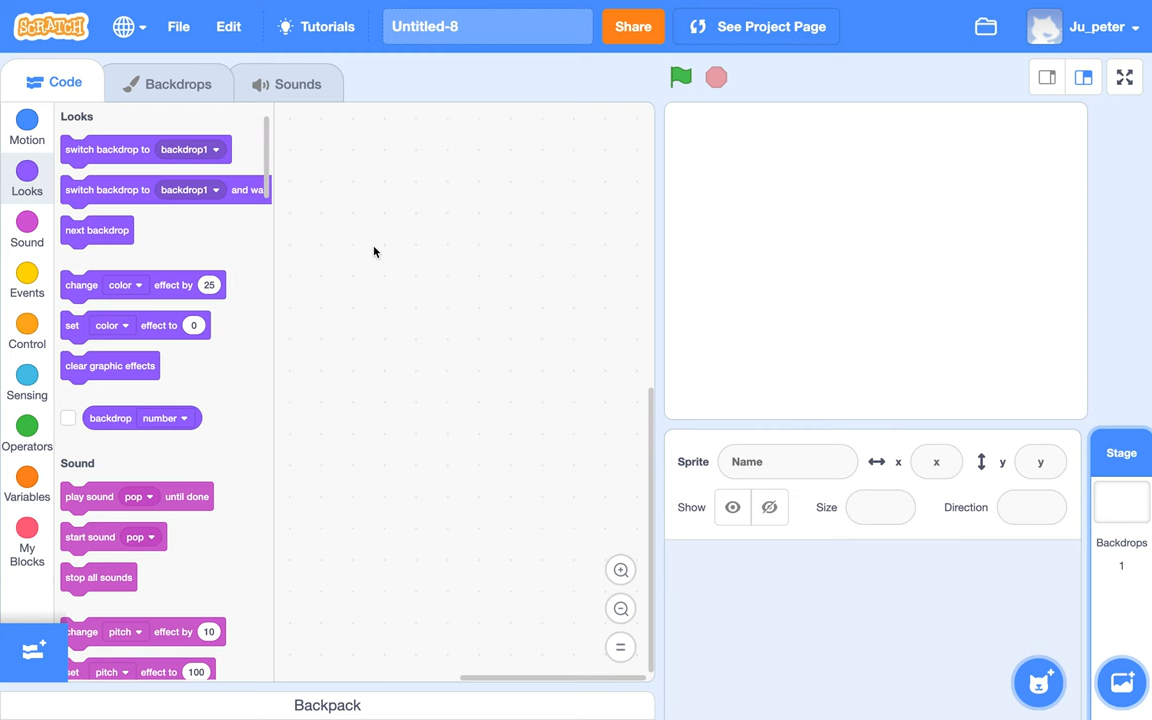 SCRATCH File Edit Tutorials Untitled-8 Share See Project Page Ju_peter
Code Backdrops Sounds
Motion
Looks
Sound
Events
Control
Sensing
Operators
Variables
My
Blocks
Looks
switch backdrop to backdrop1
switch backdrop to backdrop1 and wa
next backdrop
change color effect by 25
set color effect to 0
clear graphic effects
backdrop number
Sound
play sound pop until done
start sound pop
stop all sounds
change pitch effect by 10
set pitch effect to 100
Backpack
Sprite Name x x y y
Show Size Direction
Stage
Backdrops
1